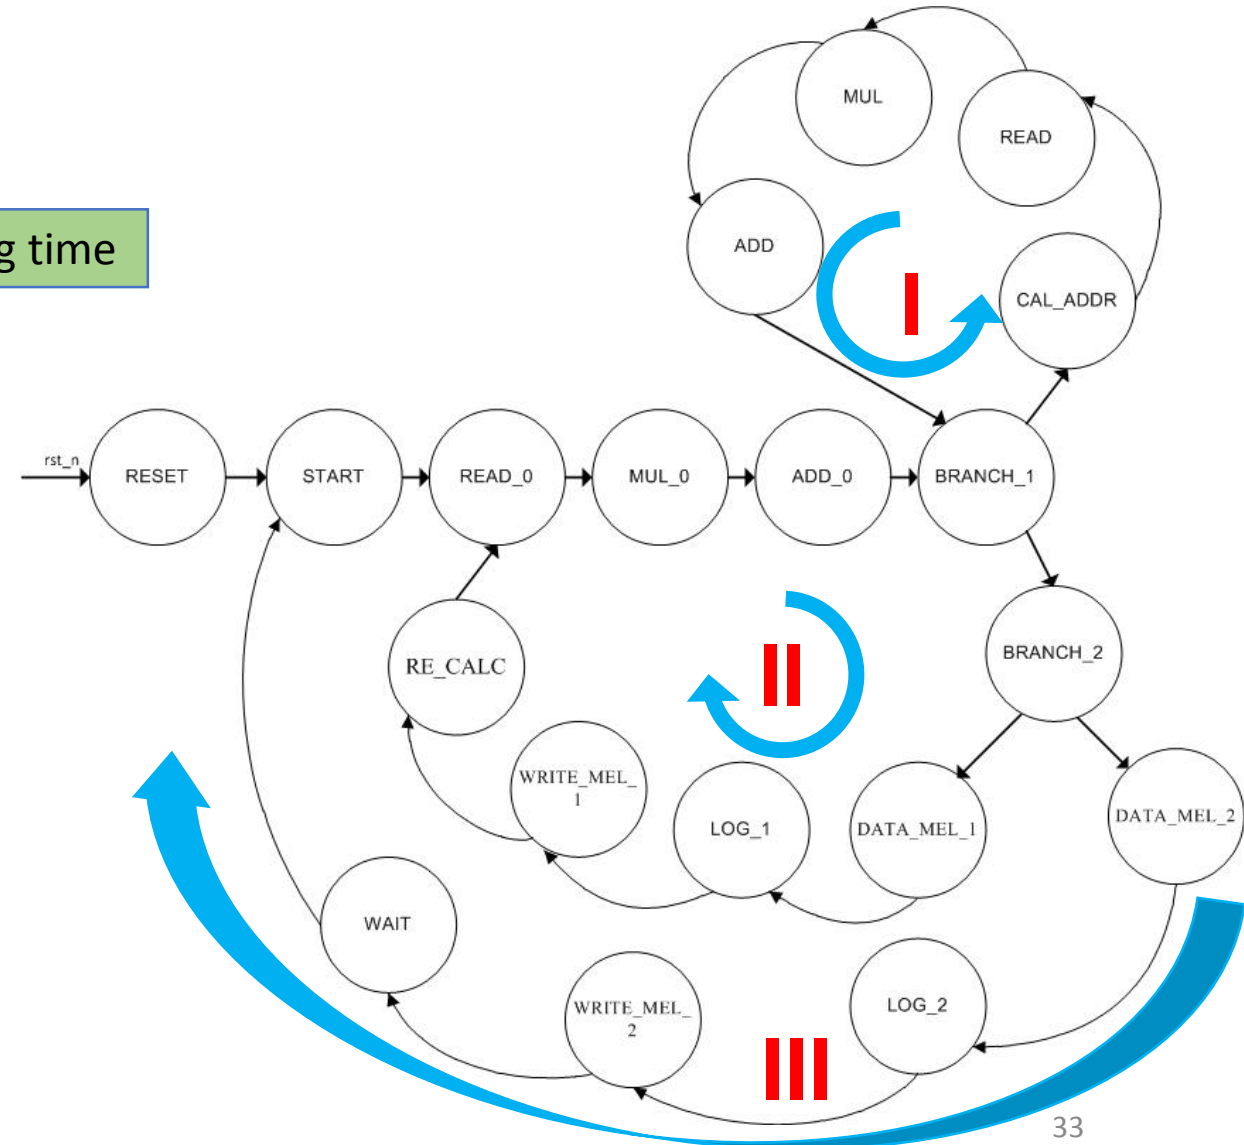 MUL
READ
g time
ADD
I
CAL_ADDR
rst_n
RESET
START
READ_0
MUL_0
ADD_0
BRANCH_1
II
BRANCH_2
RE_CALC
WRITE_MEL_
1
LOG_1
DATA_MEL_1
DATA_MEL_2
WAIT
WRITE_MEL_
2
LOG_2
III
33